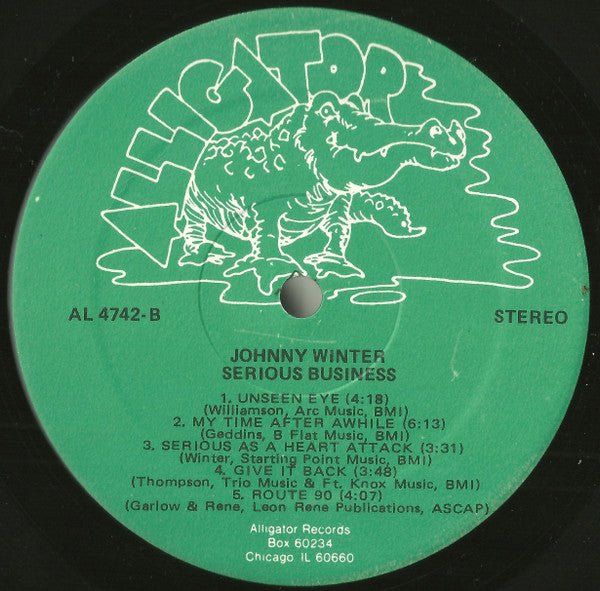 ALLIGATOR
AL 4742-B
STEREO
JOHNNY WINTER
SERIOUS BUSINESS
1. UNSEEN EYE (4:18)
(Williamson, Arc Music, BMI)
2. MY TIME AFTER AWHILE (6:13)
(Geddins, B Flat Music, BMI)
3. SERIOUS AS A HEART ATTACK (3:31)
(Winter, Starting Point Music, BMI)
4. GIVE IT BACK (3:48)
(Thompson, Trio Music & Ft. Knox Music, BMI)
5. ROUTE 90 (4:07)
(Garlow & Rene, Leon Rene Publications, ASCAP)
Alligator Records
Box 60234
Chicago IL 60660